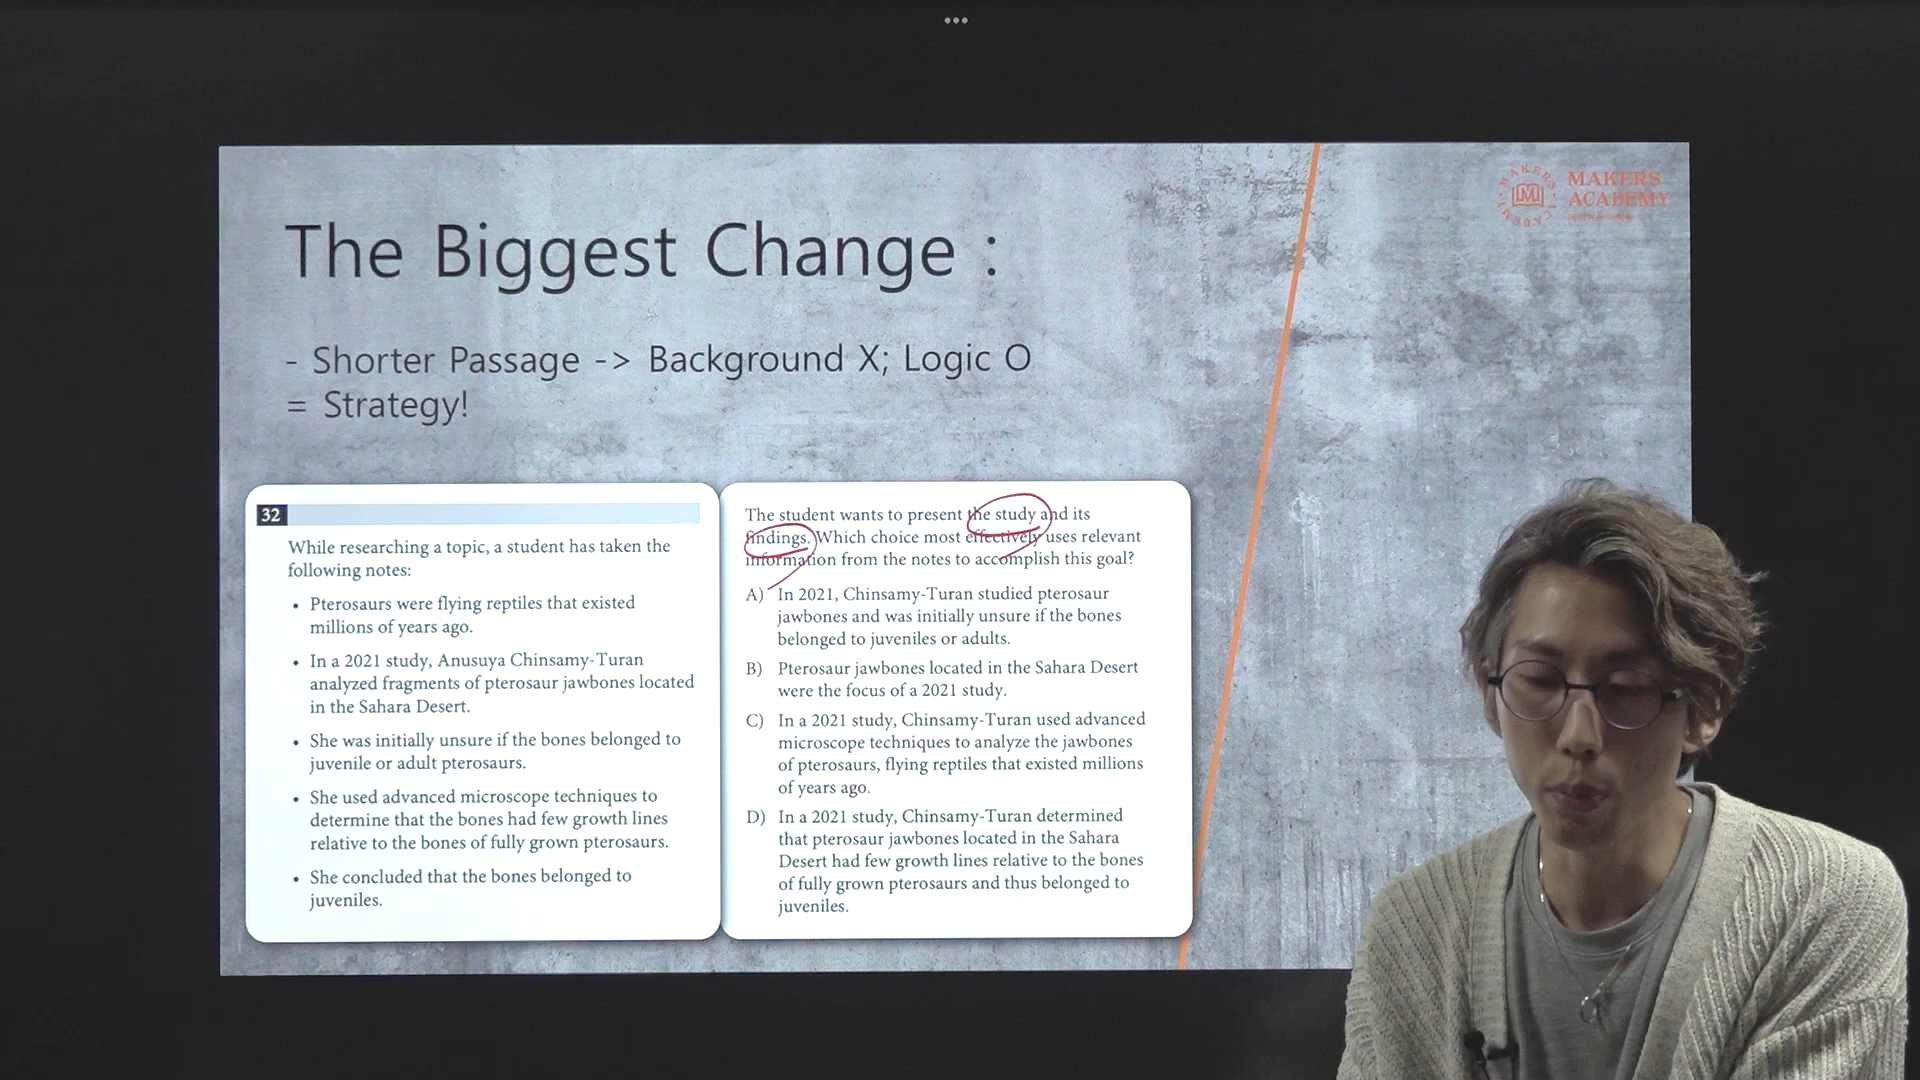 MAKERS
ACADEMY
The Biggest Change :
- Shorter Passage -> Background X; Logic O
= Strategy!
32
While researching a topic, a student has taken the
following notes:
• Pterosaurs were flying reptiles that existed
millions of years ago.
• In a 2021 study, Anusuya Chinsamy-Turan
analyzed fragments of pterosaur jawbones located
in the Sahara Desert.
• She was initially unsure if the bones belonged to
juvenile or adult pterosaurs.
• She used advanced microscope techniques to
determine that the bones had few growth lines
relative to the bones of fully grown pterosaurs.
• She concluded that the bones belonged to
juveniles.
The student wants to present the study and its
findings. Which choice most effectively uses relevant
information from the notes to accomplish this goal?
A) In 2021, Chinsamy-Turan studied pterosaur
jawbones and was initially unsure if the bones
belonged to juveniles or adults.
B) Pterosaur jawbones located in the Sahara Desert
were the focus of a 2021 study.
C) In a 2021 study, Chinsamy-Turan used advanced
microscope techniques to analyze the jawbones
of pterosaurs, flying reptiles that existed millions
of years ago.
D) In a 2021 study, Chinsamy-Turan determined
that pterosaur jawbones located in the Sahara
Desert had few growth lines relative to the bones
of fully grown pterosaurs and thus belonged to
juveniles.